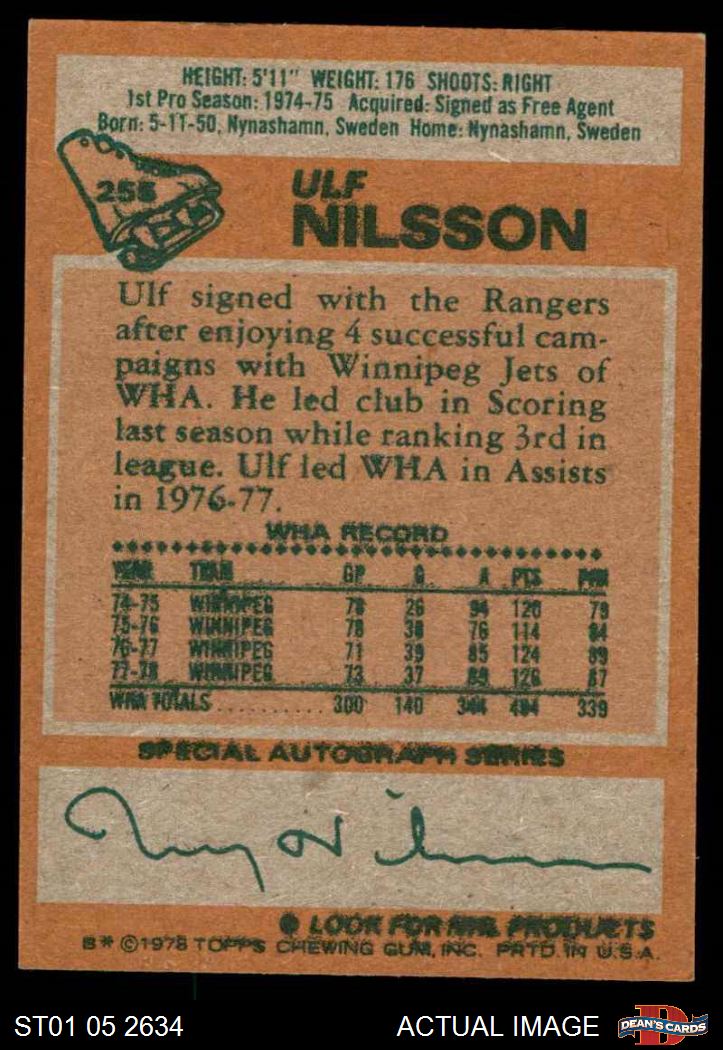 HEIGHT: 5'11" WEIGHT: 176 SHOOTS: RIGHT
1st Pro Season: 1974-75 Acquired: Signed as Free Agent
Born: 5-11-50, Nynashamn, Sweden Home: Nynashamn, Sweden
255
ULF
NILSSON
Ulf signed with the Rangers
after enjoying 4 successful cam-
paigns with Winnipeg Jets of
WHA. He led club in Scoring
last season while ranking 3rd in
league. Ulf led WHA in Assists
in 1976-77.
WHA RECORD
YEAR TEAM GP G A PTS PIM
74-75 WINNIPEG 78 26 94 120 79
75-76 WINNIPEG 78 38 76 114 84
76-77 WINNIPEG 71 39 85 124 89
77-78 WINNIPEG 73 37 89 126 87
WHA TOTALS .......... 300 140 344 484 339
SPECIAL AUTOGRAPH SERIES
LOOK FOR NHL PRODUCTS
B* ©1978 TOPPS CHEWING GUM, INC. PRTD. IN U.S.A.
ST01 05 2634 ACTUAL IMAGE DEAN'S CARDS